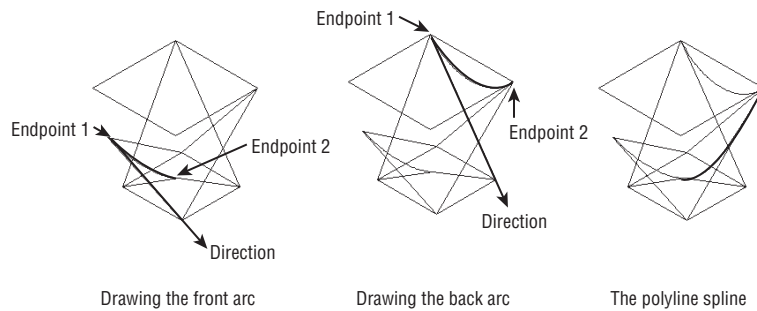 Endpoint 1
Endpoint 2
Direction
Drawing the front arc
Endpoint 1
Endpoint 2
Direction
Drawing the back arc
The polyline spline